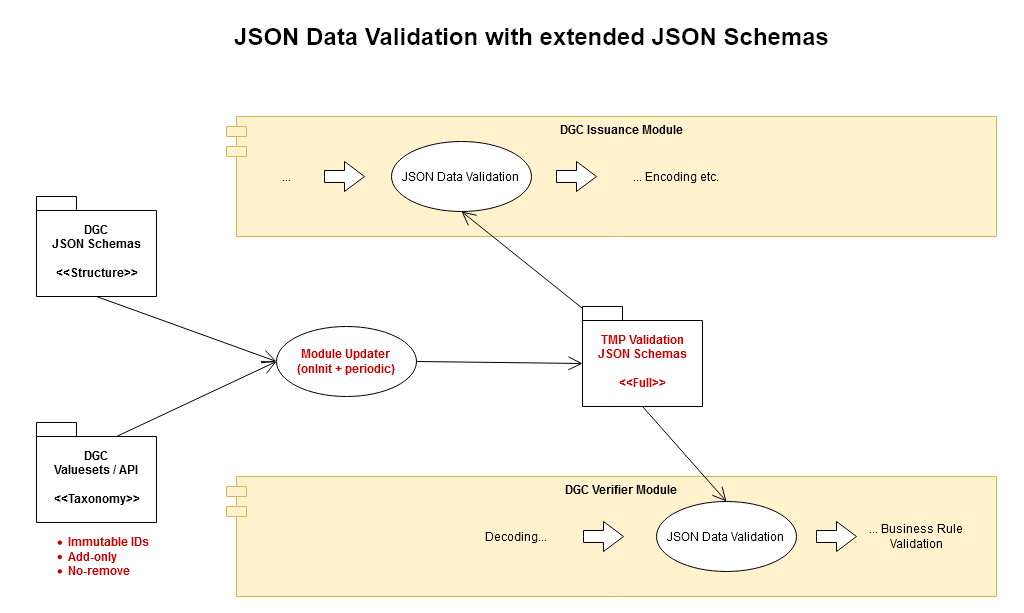 JSON Data Validation with extended JSON Schemas
DGC Issuance Module
...
JSON Data Validation
... Encoding etc.
DGC
JSON Schemas
<<Structure>>
Module Updater
(onInit + periodic)
TMP Validation
JSON Schemas
<<Full>>
DGC
Valuesets / API
<<Taxonomy>>
• Immutable IDs
• Add-only
• No-remove
DGC Verifier Module
Decoding...
JSON Data Validation
... Business Rule
Validation